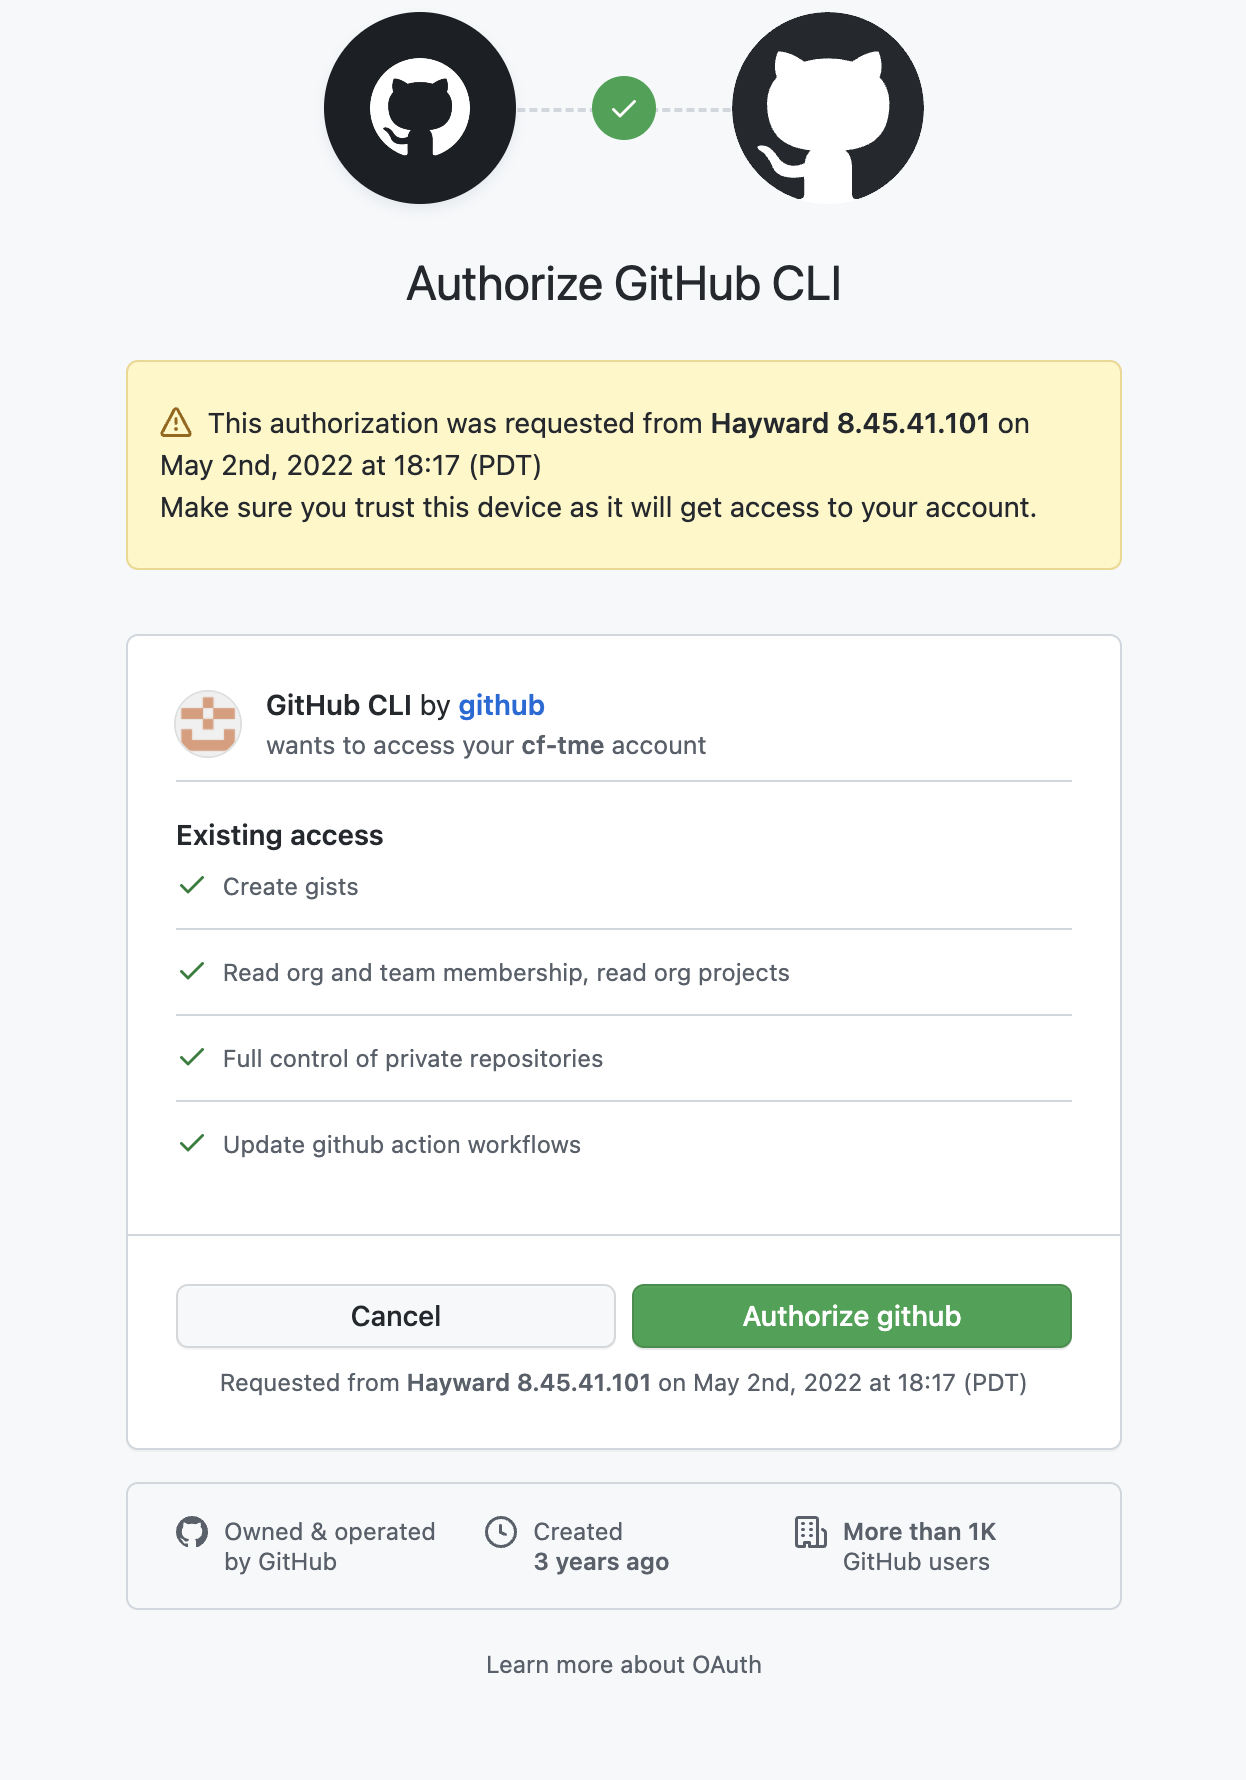 Authorize GitHub CLI
This authorization was requested from Hayward 8.45.41.101 on
May 2nd, 2022 at 18:17 (PDT)
Make sure you trust this device as it will get access to your account.
GitHub CLI by github
wants to access your cf-tme account
Existing access
Create gists
Read org and team membership, read org projects
Full control of private repositories
Update github action workflows
Cancel
Authorize github
Requested from Hayward 8.45.41.101 on May 2nd, 2022 at 18:17 (PDT)
Owned & operated
by GitHub
Created
3 years ago
More than 1K
GitHub users
Learn more about OAuth